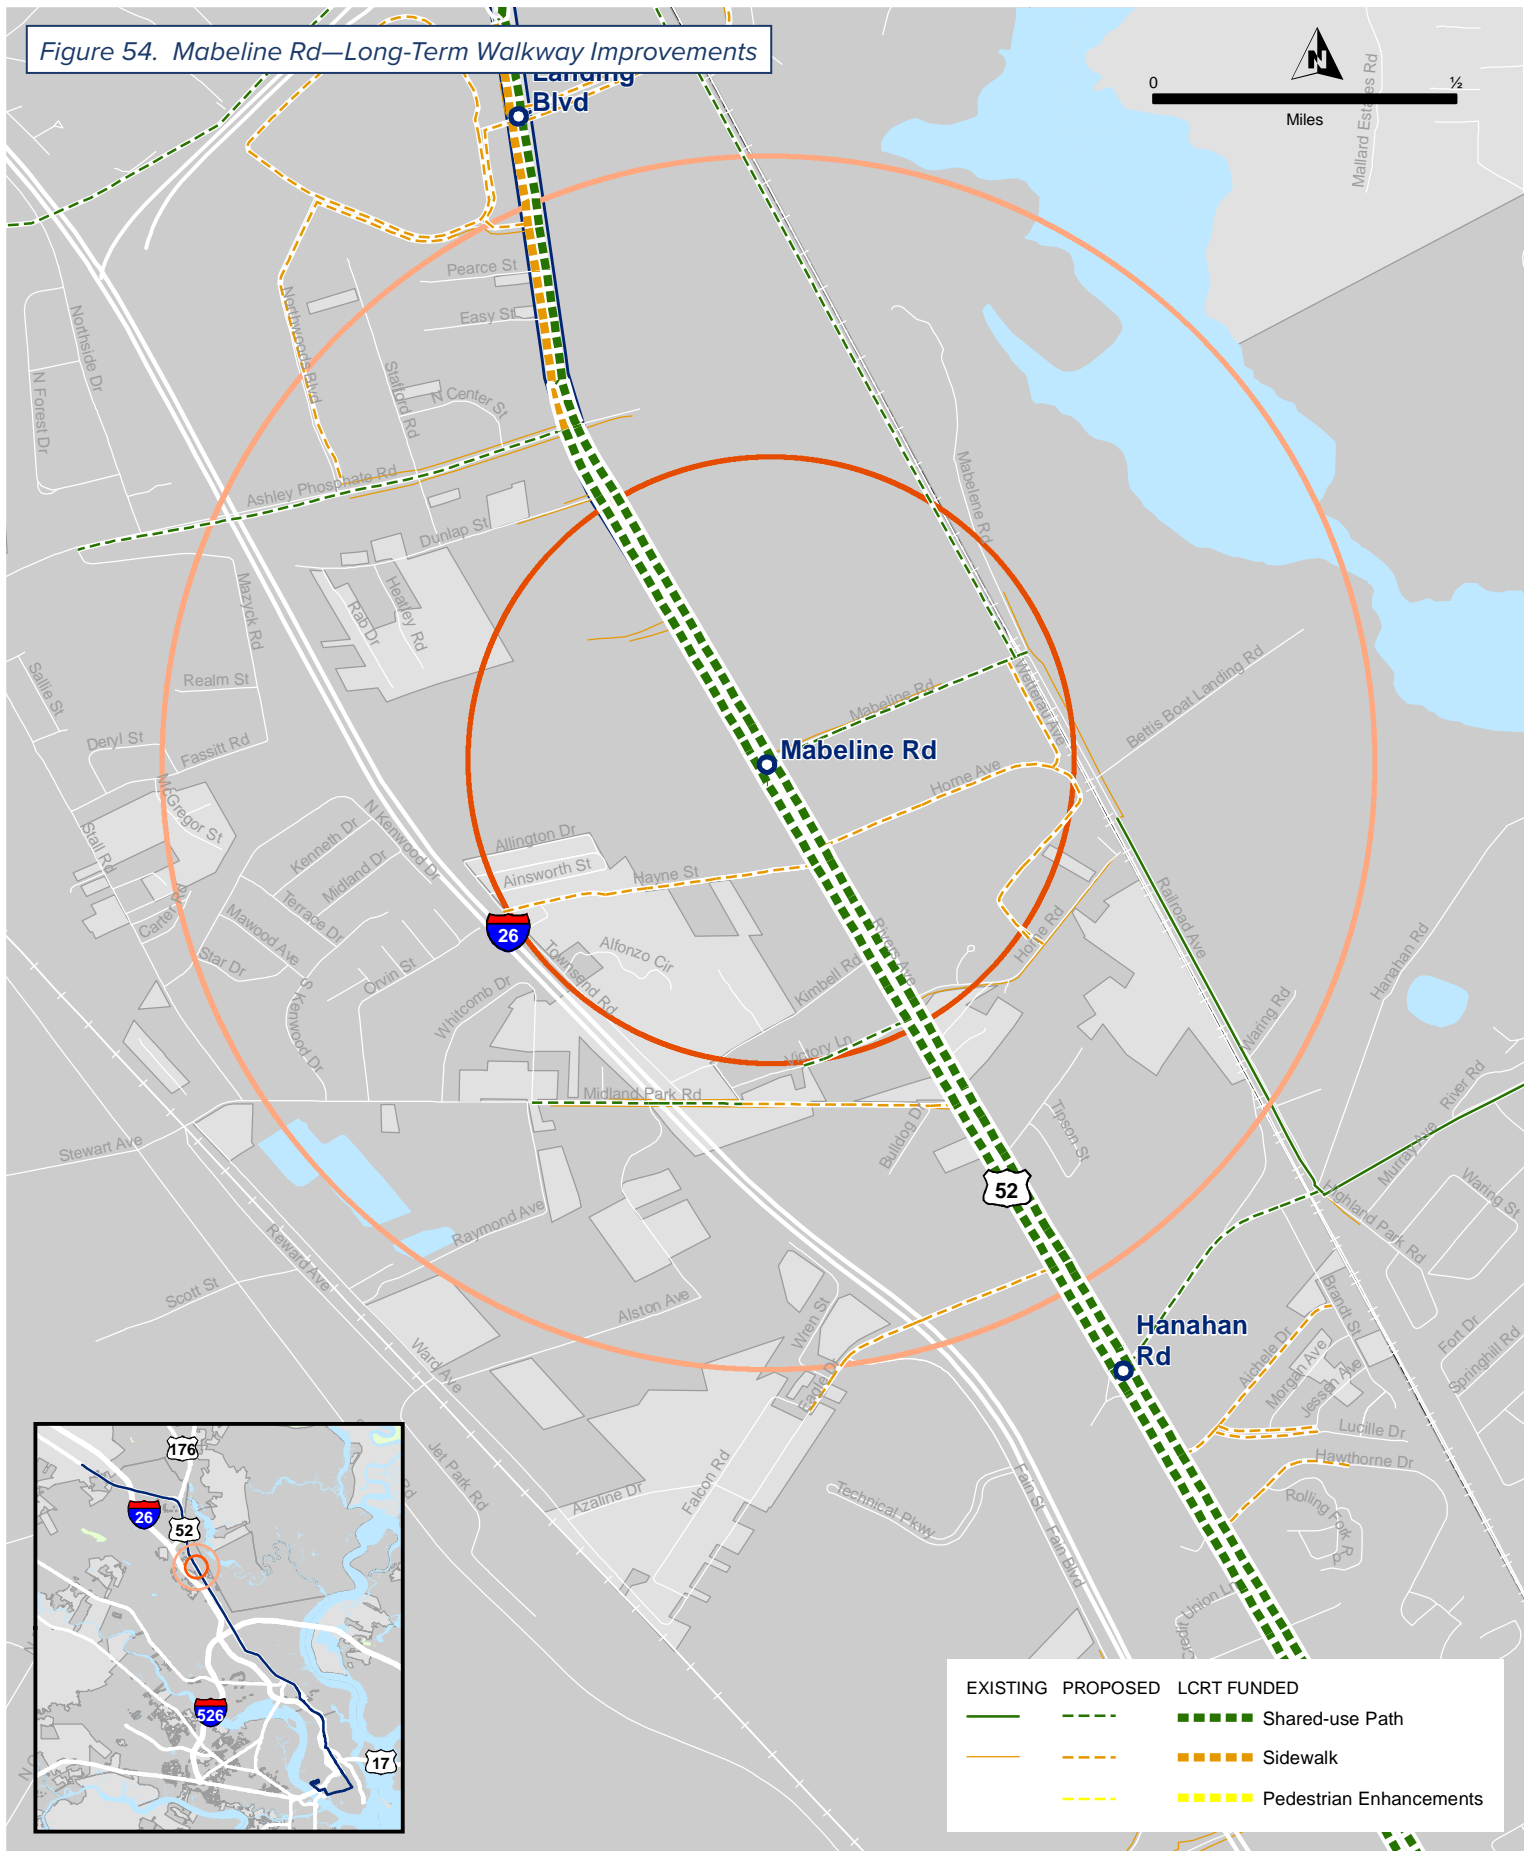 Figure 54. Mabeline Rd—Long-Term Walkway Improvements
Landing
Blvd
N
0
½
Miles
Mallard Estates Rd
Pearce St
Easy St
Northwoods Blvd
Northside Dr
N Forest Dr
Stafford Rd
N Center St
Ashley Phosphate Rd
Dunlap St
Mabelene Rd
Mazyck Rd
Rab Dr
Heatley Rd
Sallie St
Realm St
Deryl St
Fassitt Rd
Mabeline Rd
Wetterau Ave
Bettis Boat Landing Rd
Mabeline Rd
Horne Ave
McGregor St
Stall Rd
N Kenwood Dr
Kenneth Dr
Midland Dr
Allington Dr
Ainsworth St
Hayne St
Terrace Dr
Carter Rd
Mawood Ave
Star Dr
26
Alfonzo Cir
Townsend Rd
Rivers Ave
Horne Rd
Railroad Ave
Hanahan Rd
Orvin St
S Kenwood Dr
Whitcomb Dr
Kimbell Rd
Victory Ln
Waring Rd
Midland Park Rd
Stewart Ave
Bulldog Dr
Tipson St
River Rd
Murray Ave
Waring St
Highland Park Rd
52
Raymond Ave
Reward Ave
Scott St
Alston Ave
Wren St
Hanahan
Rd
Brandt St
Fort Dr
Springhill Rd
Aichele Dr
Morgan Ave
Jessen Ave
Ward Ave
Eagle Dr
Lucille Dr
Hawthorne Dr
Jet Park Rd
Rd
Azaline Dr
Falcon Rd
Technical Pkwy
Fain St
Fain Blvd
Rolling Fork Rd
Credit Union Ln
176
26
52
526
17
EXISTING PROPOSED LCRT FUNDED
Shared-use Path
Sidewalk
Pedestrian Enhancements